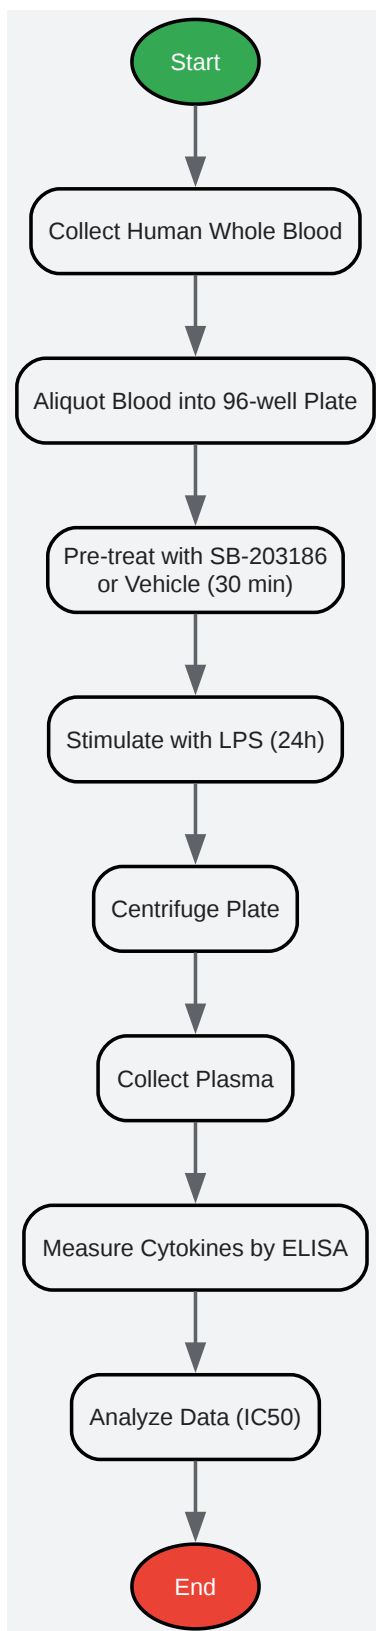 Start
Collect Human Whole Blood
Aliquot Blood into 96-well Plate
Pre-treat with SB-203186
or Vehicle (30 min)
Stimulate with LPS (24h)
Centrifuge Plate
Collect Plasma
Measure Cytokines by ELISA
Analyze Data (IC50)
End